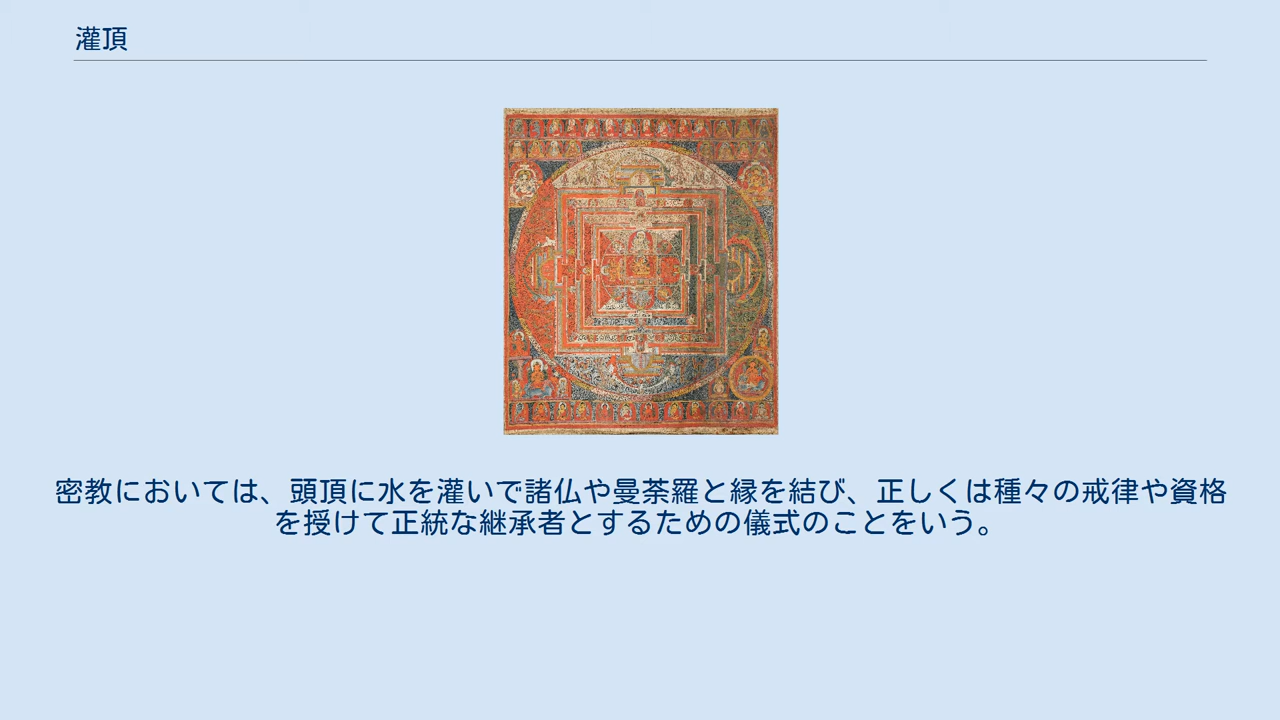 灌頂
密教においては、頭頂に水を灌いで諸仏や曼荼羅と縁を結び、正しくは種々の戒律や資格
を授けて正統な継承者とするための儀式のことをいう。